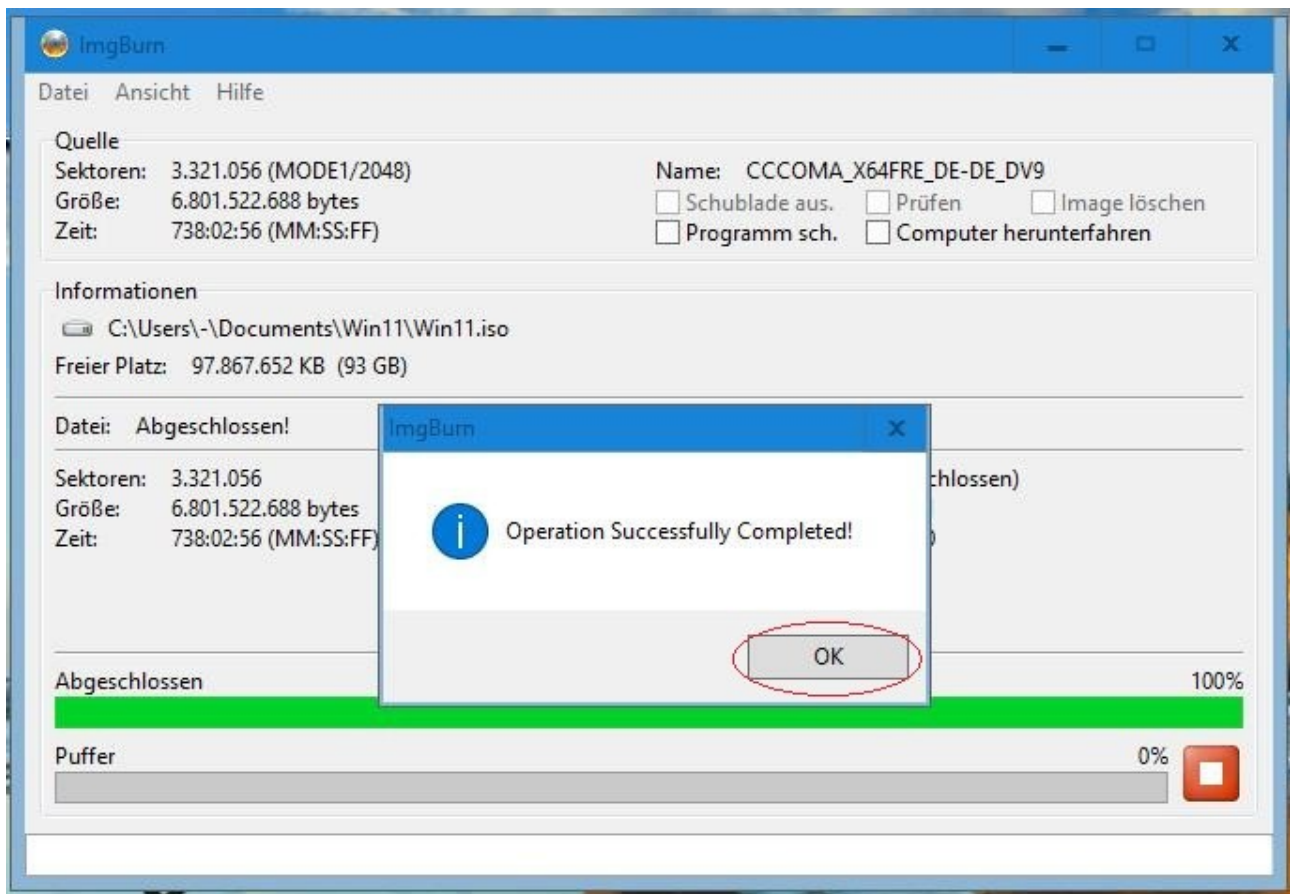 ImgBurn
Datei Ansicht Hilfe
Quelle
Sektoren: 3.321.056 (MODE1/2048)
Größe: 6.801.522.688 bytes
Zeit: 738:02:56 (MM:SS:FF)
Name: CCCOMA_X64FRE_DE-DE_DV9
Schublade aus. Prüfen Image löschen
Programm sch. Computer herunterfahren
Informationen
C:\Users\-\Documents\Win11\Win11.iso
Freier Platz: 97.867.652 KB (93 GB)
Datei: Abgeschlossen!
Sektoren: 3.321.056
Größe: 6.801.522.688 bytes
Zeit: 738:02:56 (MM:SS:FF)
chlossen)
ImgBurn
Operation Successfully Completed!
OK
Abgeschlossen 100%
Puffer 0%